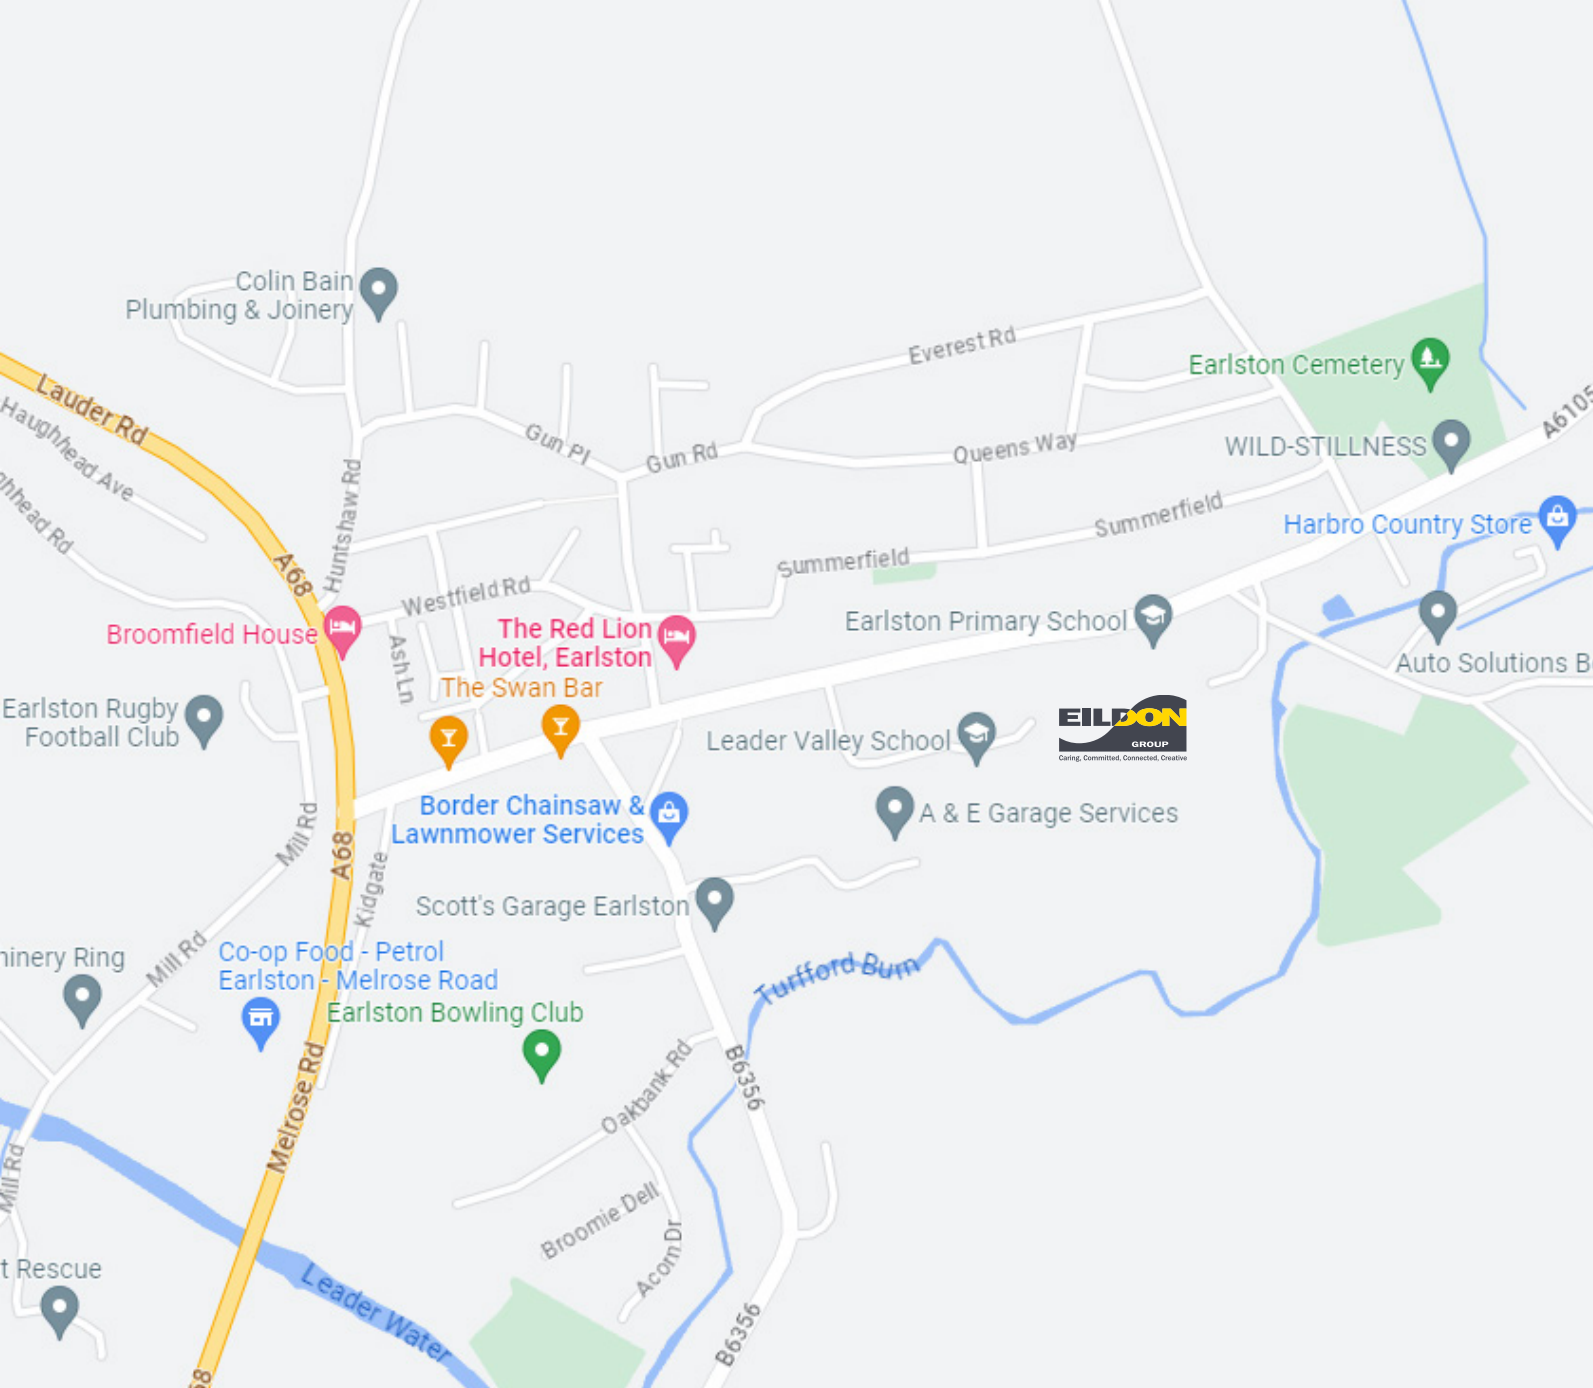 Colin Bain
Plumbing & Joinery
Everest Rd
Earlston Cemetery
Lauder Rd
A6105
Haughhead Ave
Gun Pl
Gun Rd
Queens Way
WILD-STILLNESS
Huntshaw Rd
Summerfield
Harbro Country Store
A68
Summerfield
Westfield Rd
Earlston Primary School
Broomfield House
The Red Lion
Hotel, Earlston
Ash Ln
Auto Solutions B
The Swan Bar
Earlston Rugby
Football Club
Leader Valley School
EILDON
GROUP
Caring, Committed, Connected, Creative
Border Chainsaw &
Lawnmower Services
A & E Garage Services
Mill Rd
A68
Kidgate
Scott's Garage Earlston
Mill Rd
Co-op Food - Petrol
Earlston - Melrose Road
Turfford Burn
Earlston Bowling Club
B6356
Oakbank Rd
Melrose Rd
Mill Rd
Broomie Dell
Acorn Dr
Rescue
Leader Water
B6356